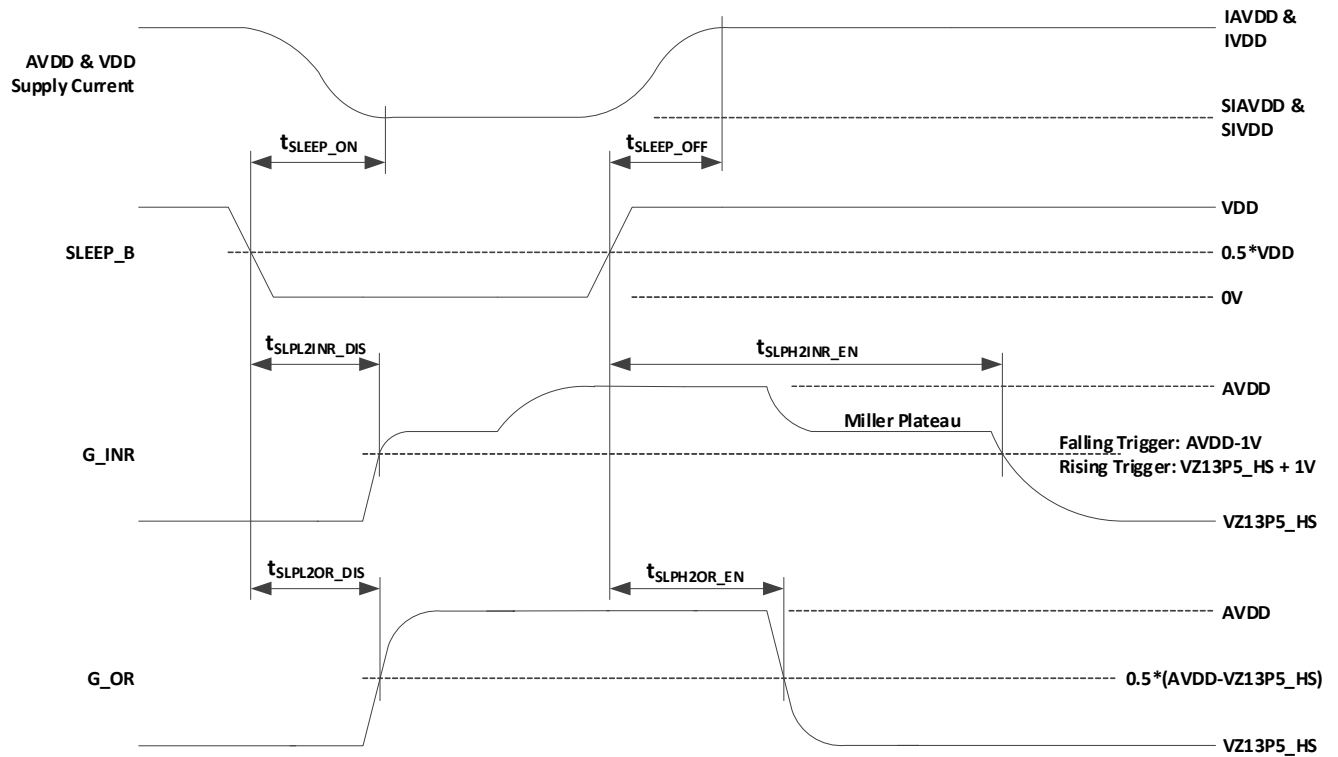 IAVDD &
IVDD
AVDD & VDD
Supply Current
SIAVDD &
SIVDD
tSLEEP_ON
tSLEEP_OFF
VDD
SLEEP_B
0.5*VDD
0V
tSLPL2INR_DIS
tSLPH2INR_EN
AVDD
Miller Plateau
Falling Trigger: AVDD-1V
G_INR
Rising Trigger: VZ13P5_HS + 1V
VZ13P5_HS
tSLPL2OR_DIS
tSLPH2OR_EN
AVDD
G_OR
0.5*(AVDD-VZ13P5_HS)
VZ13P5_HS